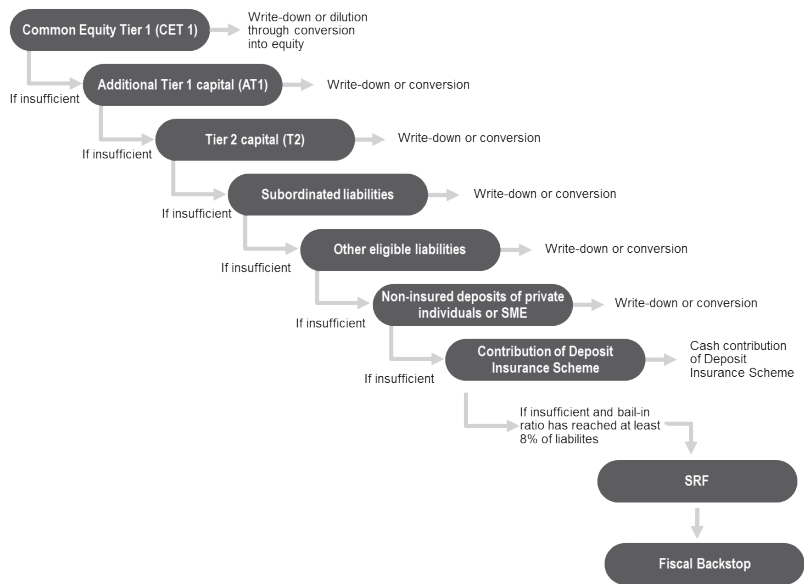 Common Equity Tier 1 (CET 1)
Write-down or dilution
through conversion
into equity
If insufficient
Additional Tier 1 capital (AT1)
Write-down or conversion
If insufficient
Tier 2 capital (T2)
Write-down or conversion
If insufficient
Subordinated liabilities
Write-down or conversion
If insufficient
Other eligible liabilities
Write-down or conversion
If insufficient
Non-insured deposits of private
individuals or SME
Write-down or conversion
If insufficient
Contribution of Deposit
Insurance Scheme
Cash contribution
of Deposit
Insurance Scheme
If insufficient and bail-in
ratio has reached at least
8% of liabilites
SRF
Fiscal Backstop